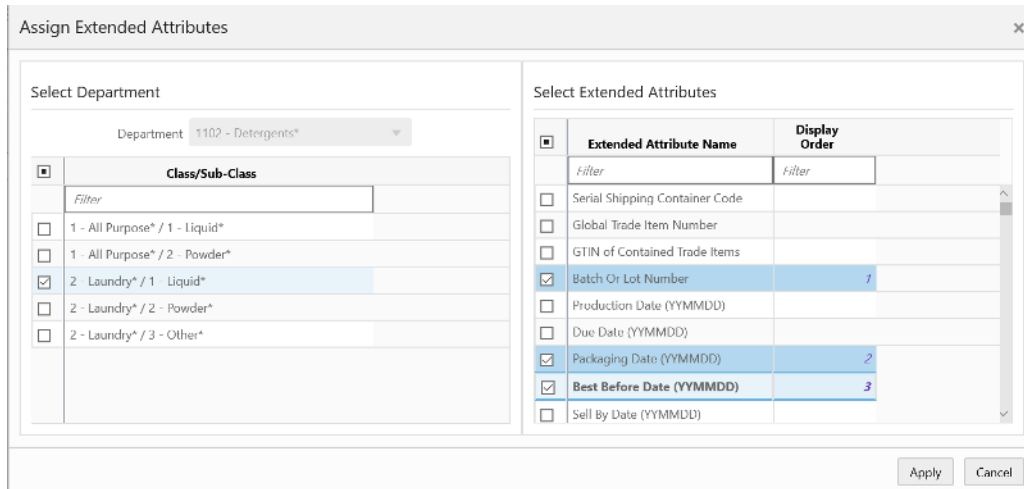 Assign Extended Attributes
×
Select Department
Department 1102 - Detergents*
Class/Sub-Class
Filter
1 - All Purpose* / 1 - Liquid*
1 - All Purpose* / 2 - Powder*
2 - Laundry* / 1 - Liquid*
2 - Laundry* / 2 - Powder*
2 - Laundry* / 3 - Other*
Select Extended Attributes
Extended Attribute Name Display Order
Filter Filter
Serial Shipping Container Code
Global Trade Item Number
GTIN of Contained Trade Items
Batch Or Lot Number 1
Production Date (YYMMDD)
Due Date (YYMMDD)
Packaging Date (YYMMDD) 2
Best Before Date (YYMMDD) 3
Sell By Date (YYMMDD)
Apply Cancel